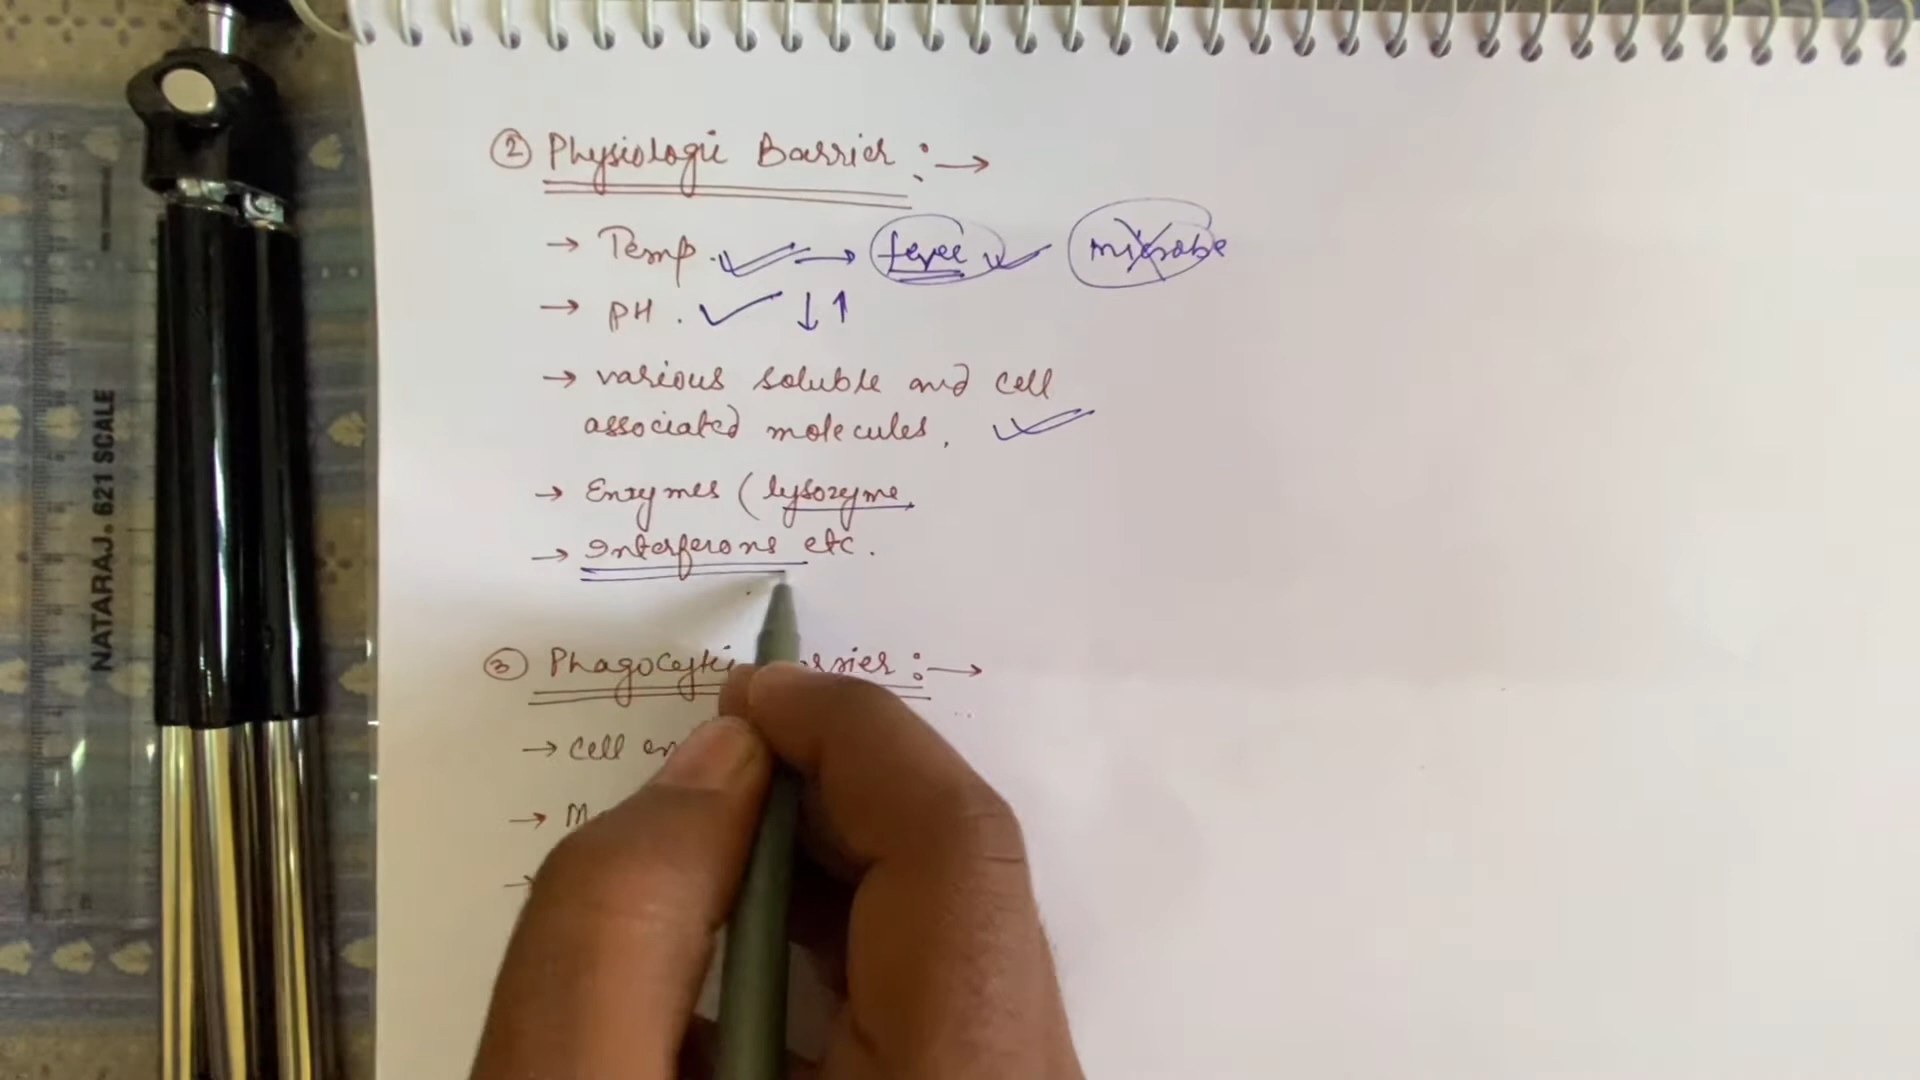 NATARAJ. 621 SCALE
② Physiologic Barrier :→
→ Temp. → fever microbe
→ PH . ↓↑
→ various soluble and cell
associated molecules.
→ Enzymes (lysozyme,
→ Interferons etc.
③ :→
→ Cell
→
→